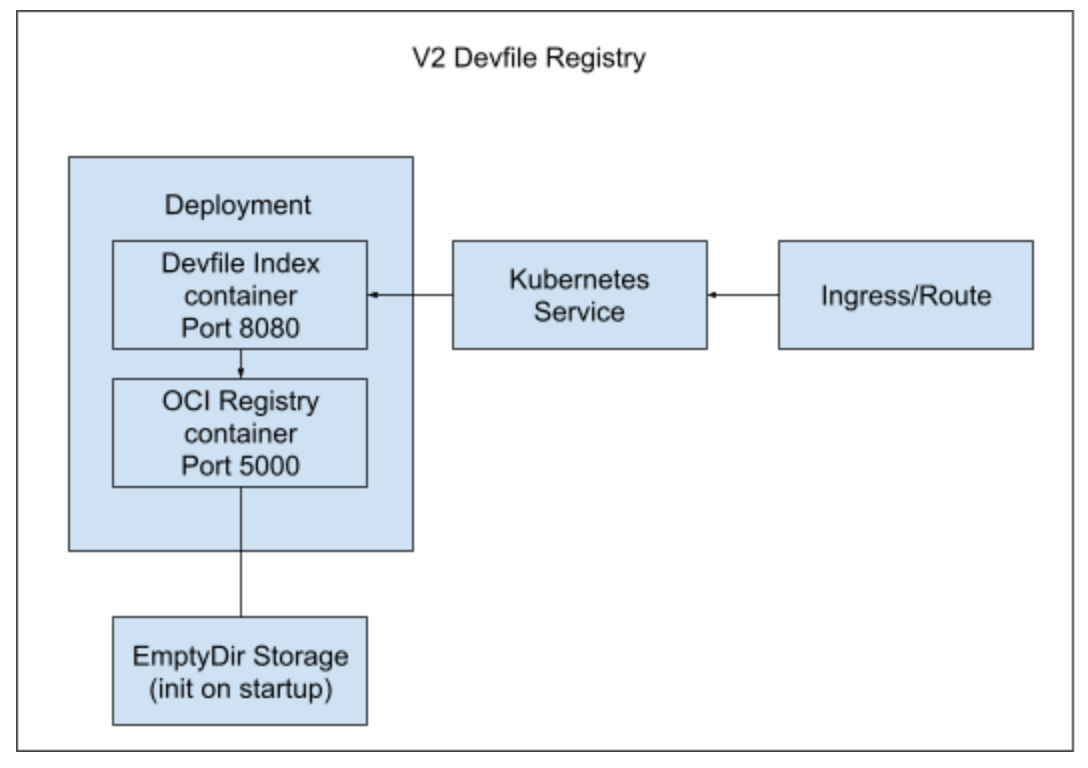 V2 Devfile Registry
Deployment
Devfile Index
container
Port 8080
Kubernetes
Service
Ingress/Route
OCI Registry
container
Port 5000
EmptyDir Storage
(init on startup)